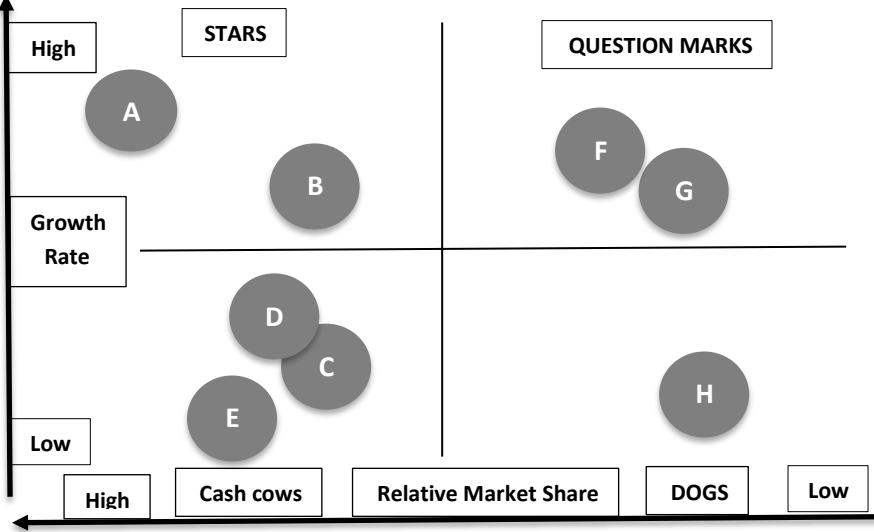 High
STARS
QUESTION MARKS
A
B
F
G
Growth
Rate
D
C
E
H
Low
High
Cash cows
Relative Market Share
DOGS
Low